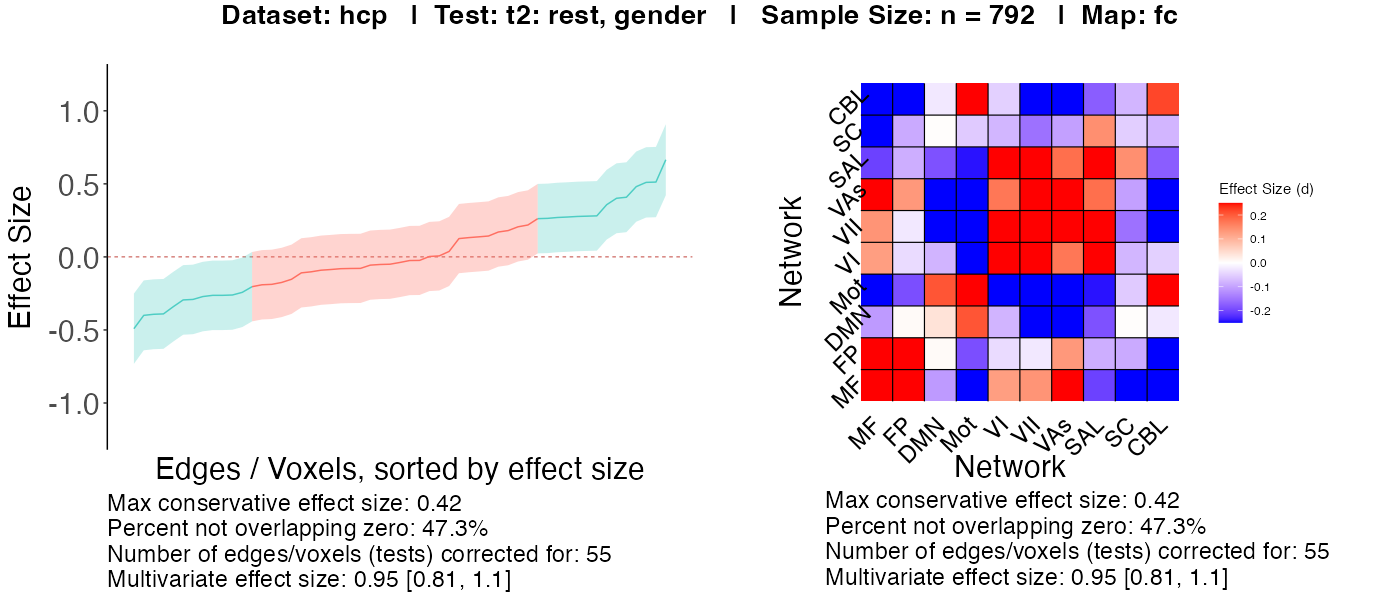 Dataset: hcp | Test: t2: rest, gender | Sample Size: n = 792 | Map: fc
Effect Size
1.0
0.5
0.0
-0.5
-1.0
Edges / Voxels, sorted by effect size
Max conservative effect size: 0.42
Percent not overlapping zero: 47.3%
Number of edges/voxels (tests) corrected for: 55
Multivariate effect size: 0.95 [0.81, 1.1]
Network
CBL
SC
SAL
VAs
VII
VI
Mot
DMN
FP
MF
MF
FP
DMN
Mot
VI
VII
VAs
SAL
SC
CBL
Network
Effect Size (d)
0.2
0.1
0.0
-0.1
-0.2
Max conservative effect size: 0.42
Percent not overlapping zero: 47.3%
Number of edges/voxels (tests) corrected for: 55
Multivariate effect size: 0.95 [0.81, 1.1]